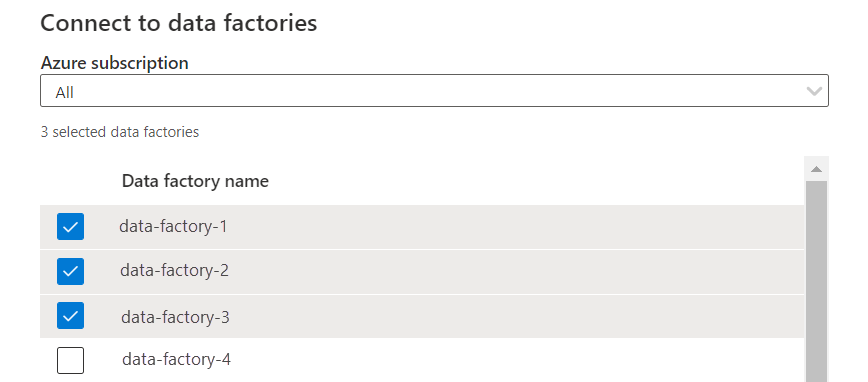 Connect to data factories
Azure subscription
All
3 selected data factories
Data factory name
data-factory-1
data-factory-2
data-factory-3
data-factory-4